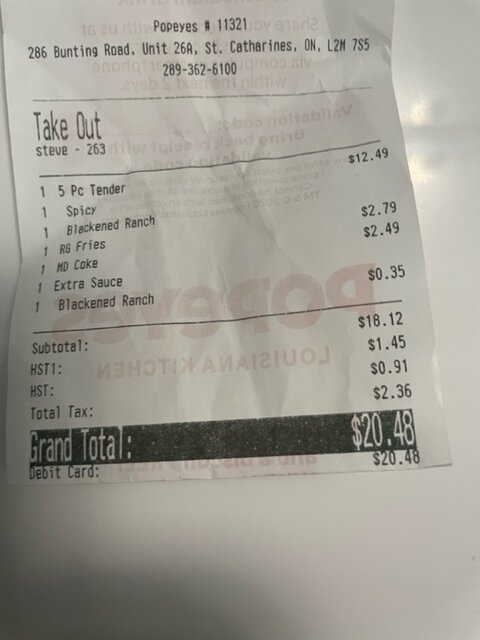 Popeyes # 11321
286 Bunting Road, Unit 26A, St. Catharines, ON, L2M 7S5
289-362-6100
Take Out
steve - 263
1 5 Pc Tender $12.49
1 Spicy
1 Blackened Ranch
1 RG Fries $2.79
1 MD Coke $2.49
1 Extra Sauce
1 Blackened Ranch $0.35
Subtotal: $18.12
HST1: $1.45
HST: $0.91
Total Tax: $2.36
Grand Total: $20.48
Debit Card: $20.48
POPEYES
LOUISIANA KITCHEN